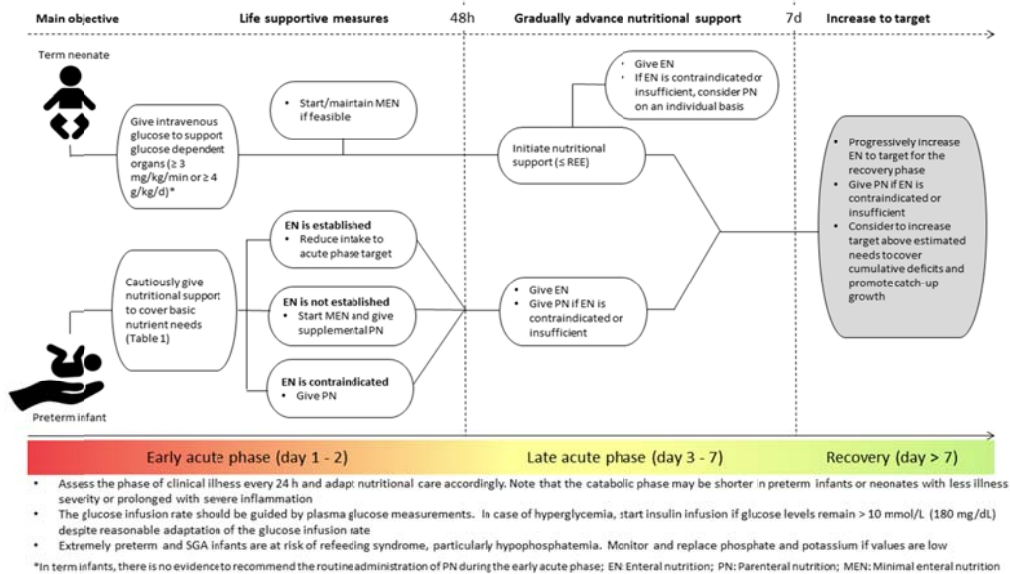 Main objective
Life supportive measures
48h
Gradually advance nutritional support
7d
Increase to target
Term neonate
Give intravenous
glucose to support
glucose dependent
organs (≥ 3
mg/kg/min or ≥ 4
g/kg/d)*
• Start/maintain MEN
if feasible
• Give EN
• If EN is contraindicated or
insufficient, consider PN
on an individual basis
Initiate nutritional
support (≤ REE)
Preterm infant
Cautiously give
nutritional support
to cover basic
nutrient needs
(Table 1)
EN is established
• Reduce intake to
acute phase target
EN is not established
• Start MEN and give
supplemental PN
EN is contraindicated
• Give PN
• Give EN
• Give PN if EN is
contraindicated or
insufficient
• Progressively increase
EN to target for the
recovery phase
• Give PN if EN is
contraindicated or
insufficient
• Consider to increase
target above estimated
needs to cover
cumulative deficits and
promote catch-up
growth
Early acute phase (day 1 - 2)
Late acute phase (day 3 - 7)
Recovery (day > 7)
• Assess the phase of clinical illness every 24 h and adapt nutritional care accordingly. Note that the catabolic phase may be shorter in preterm infants or neonates with less illness
severity or prolonged with severe inflammation
• The glucose infusion rate should be guided by plasma glucose measurements. In case of hyperglycemia, start insulin infusion if glucose levels remain > 10 mmol/L (180 mg/dL)
despite reasonable adaptation of the glucose infusion rate
• Extremely preterm and SGA infants are at risk of refeeding syndrome, particularly hypophosphatemia. Monitor and replace phosphate and potassium if values are low
*In term infants, there is no evidence to recommend the routine administration of PN during the early acute phase; EN: Enteral nutrition; PN: Parenteral nutrition; MEN: Minimal enteral nutrition